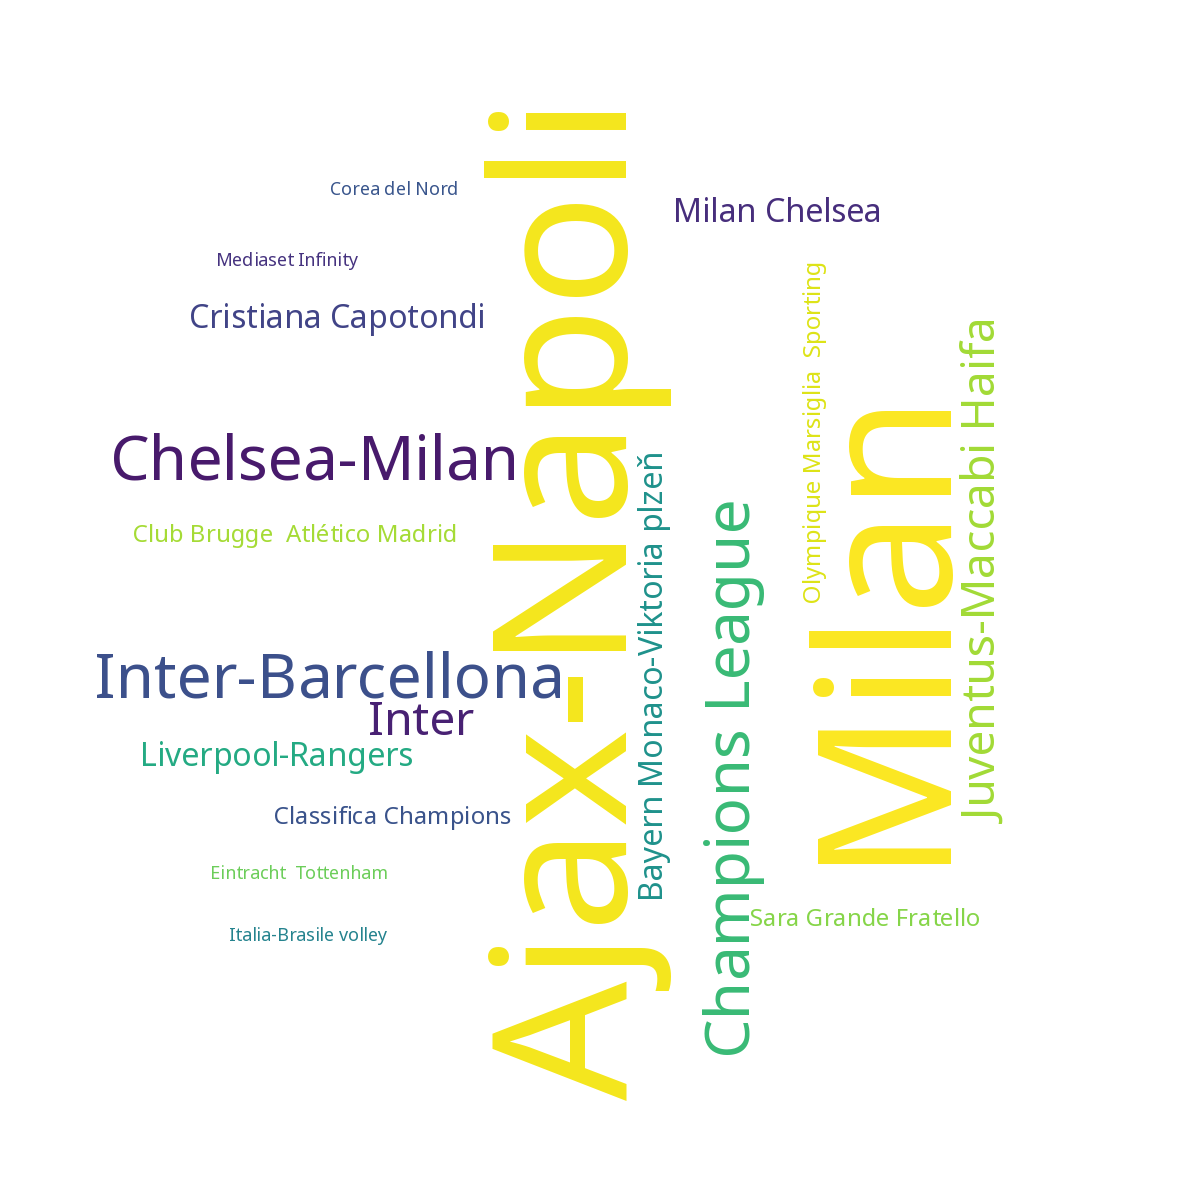 Corea del Nord
Milan Chelsea
Mediaset Infinity
Cristiana Capotondi
Ajax-Napoli
Olympique Marsiglia  Sporting
Juventus-Maccabi Haifa
Milan
Chelsea-Milan
Bayern Monaco-Viktoria plzeň
Champions League
Club Brugge  Atlético Madrid
Inter-Barcellona
Inter
Liverpool-Rangers
Classifica Champions
Eintracht  Tottenham
Sara Grande Fratello
Italia-Brasile volley